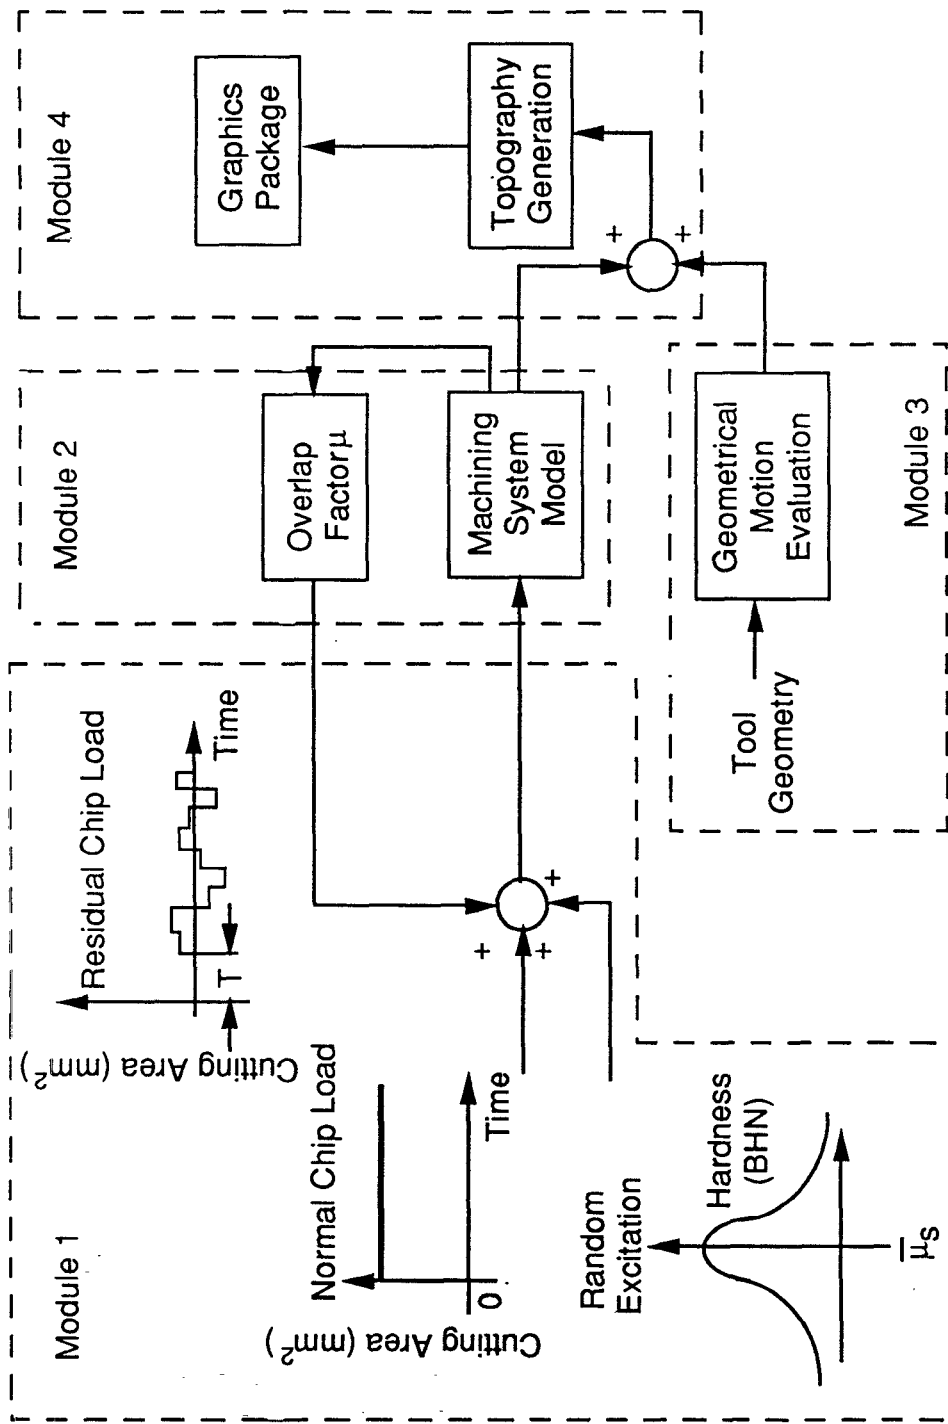 Module 1
Normal Chip Load
Cutting Area (mm²)
0
Time
Residual Chip Load
Cutting Area (mm²)
T
Time
Random
Excitation
Hardness
(BHN)
μs
+
+
+
Module 2
Overlap
Factorμ
Machining
System
Model
Tool
Geometry
Geometrical
Motion
Evaluation
Module 3
Module 4
Graphics
Package
Topography
Generation
+
+